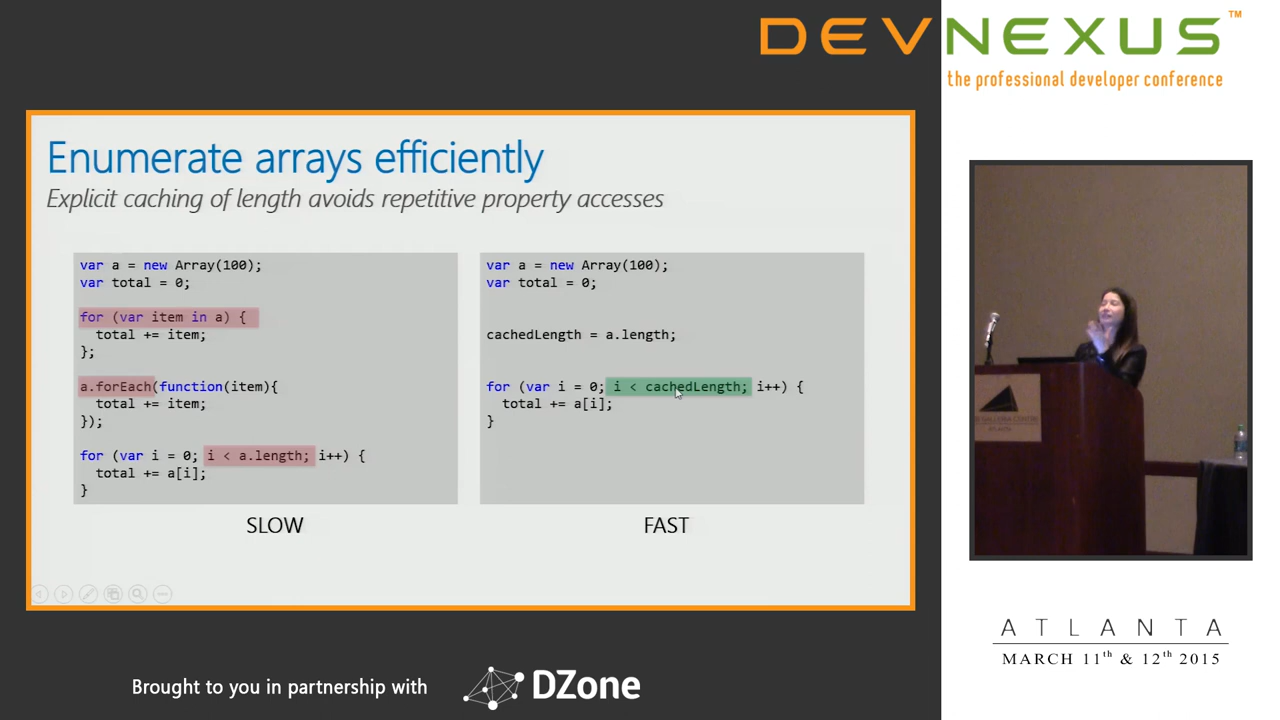 DEVNEXUS™
the professional developer conference
Enumerate arrays efficiently
Explicit caching of length avoids repetitive property accesses
var a = new Array(100);
var total = 0;
for (var item in a) {
total += item;
};
a.forEach(function(item){
total += item;
});
for (var i = 0; i < a.length; i++) {
total += a[i];
}
SLOW
var a = new Array(100);
var total = 0;
cachedLength = a.length;
for (var i = 0; i < cachedLength; i++) {
total += a[i];
}
FAST
ATLANTA
MARCH 11th & 12th 2015
Brought to you in partnership with
DZone